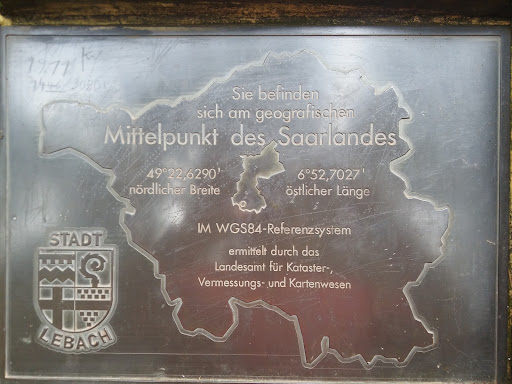 Sie befinden
sich am geografischen
Mittelpunkt des Saarlandes
49°22,6290' 6°52,7027'
nördlicher Breite östlicher Länge
IM WGS84-Referenzsystem
ermittelt durch das
Landesamt für Kataster-,
Vermessungs- und Kartenwesen
STADT
LEBACH